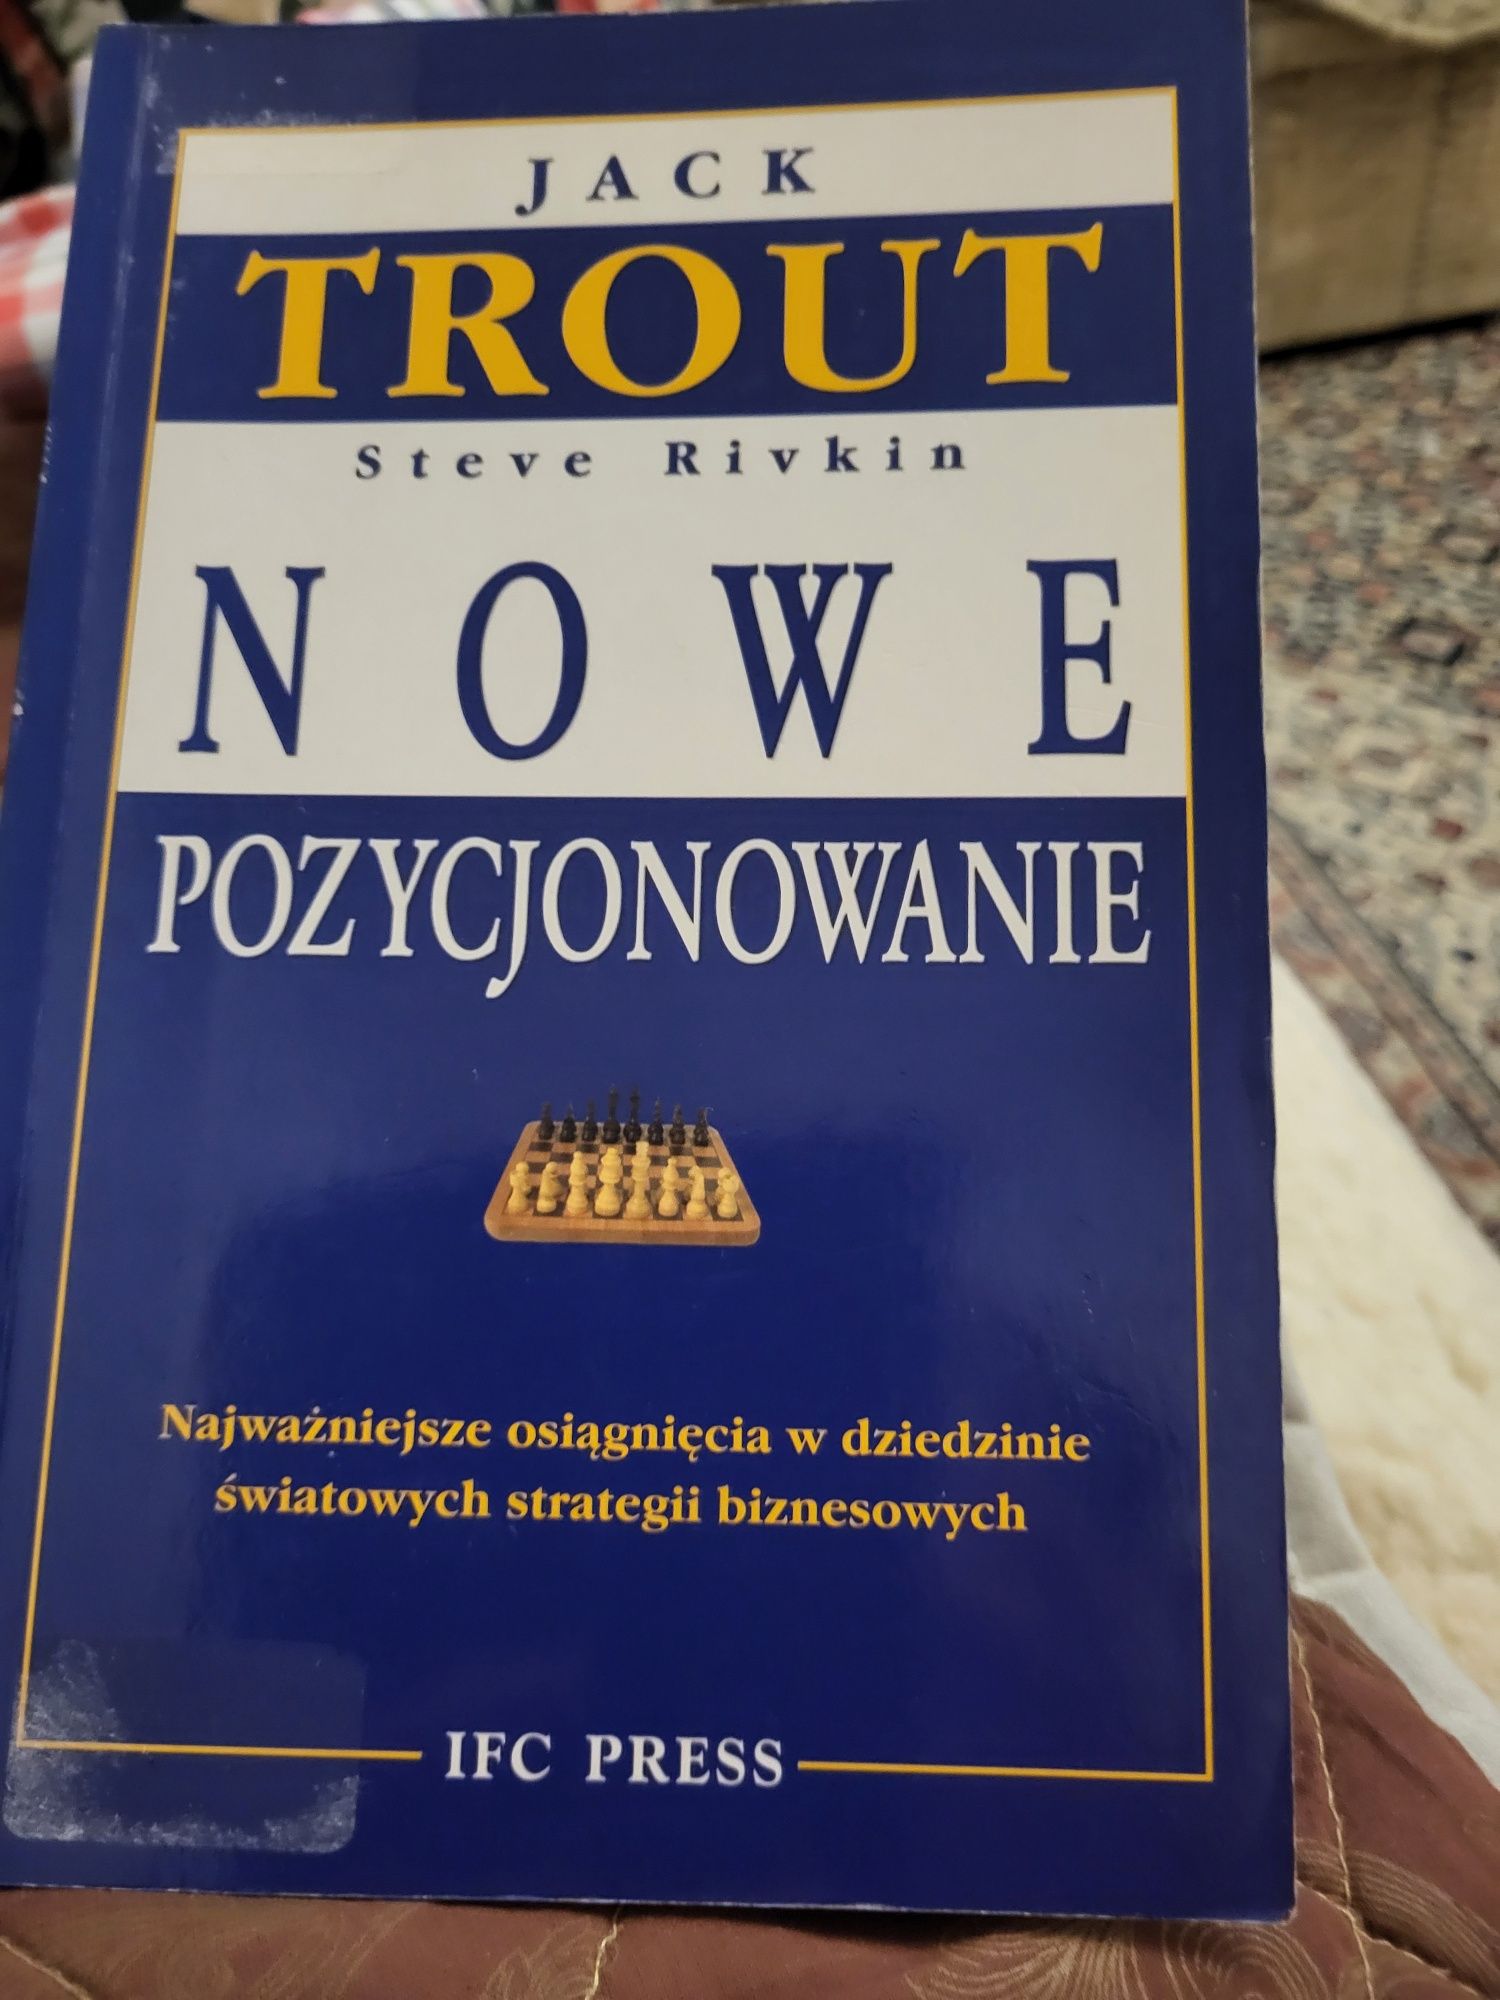 JACK
TROUT
Steve Rivkin
NOWE
POZYCJONOWANIE
Najważniejsze osiągnięcia w dziedzinie
światowych strategii biznesowych
IFC PRESS